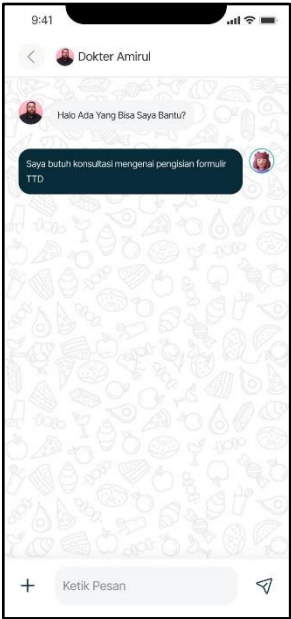 9:41
Dokter Amirul
Halo Ada Yang Bisa Saya Bantu?
Saya butuh konsultasi mengenai pengisian formulir
TTD
Ketik Pesan